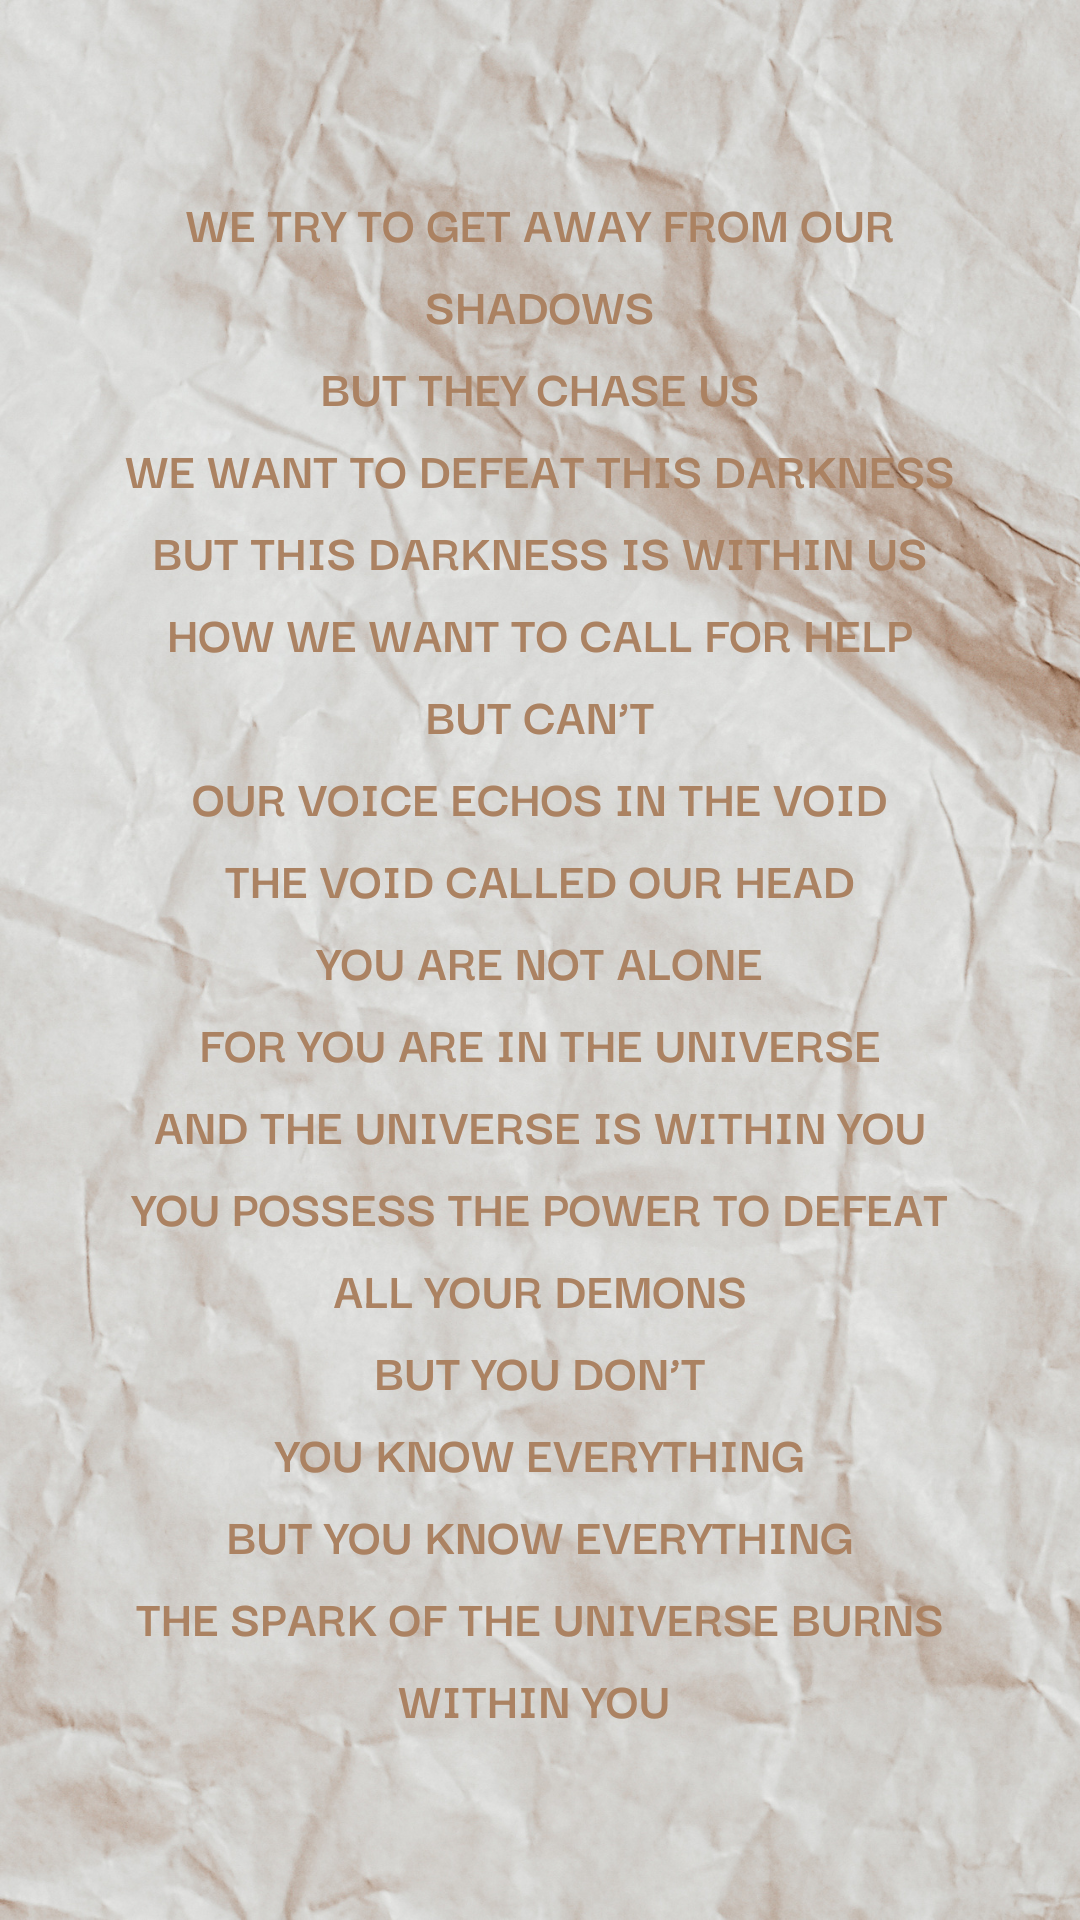 WE TRY TO GET AWAY FROM OUR
SHADOWS
BUT THEY CHASE US
WE WANT TO DEFEAT THIS DARKNESS
BUT THIS DARKNESS IS WITHIN US
HOW WE WANT TO CALL FOR HELP
BUT CAN’T
OUR VOICE ECHOS IN THE VOID
THE VOID CALLED OUR HEAD
YOU ARE NOT ALONE
FOR YOU ARE IN THE UNIVERSE
AND THE UNIVERSE IS WITHIN YOU
YOU POSSESS THE POWER TO DEFEAT
ALL YOUR DEMONS
BUT YOU DON’T
YOU KNOW EVERYTHING
BUT YOU KNOW EVERYTHING
THE SPARK OF THE UNIVERSE BURNS
WITHIN YOU